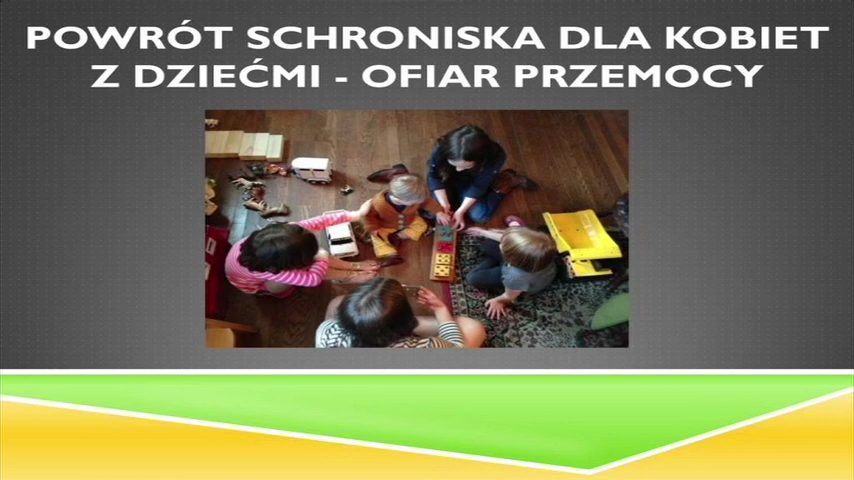 POWRÓT SCHRONISKA DLA KOBIET
Z DZIEĆMI - OFIAR PRZEMOCY